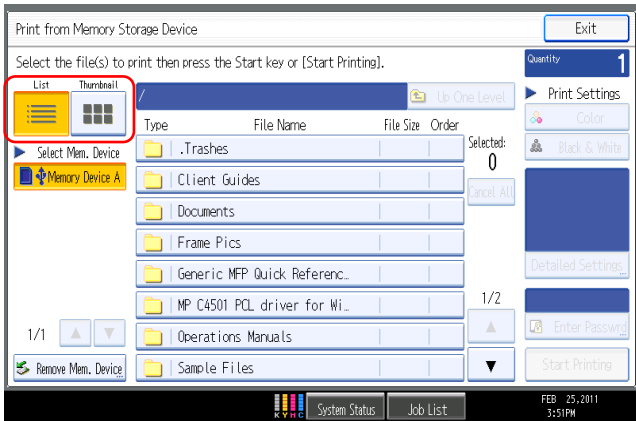 Print from Memory Storage Device
Exit
Select the file(s) to print then press the Start key or [Start Printing].
Quantity
1
List Thumbnail
/
Up One Level
Print Settings
Color
Type File Name File Size Order
Black & White
Select Mem. Device
Memory Device A
.Trashes
Selected:
0
Cancel All
Client Guides
Documents
Frame Pics
Generic MFP Quick Referenc...
Detailed Settings
MP C4501 PCL driver for Wi...
1/2
1/1
Operations Manuals
Enter Passwrd
Remove Mem. Device
Sample Files
Start Printing
K Y M C
System Status
Job List
FEB 25,2011
3:51PM